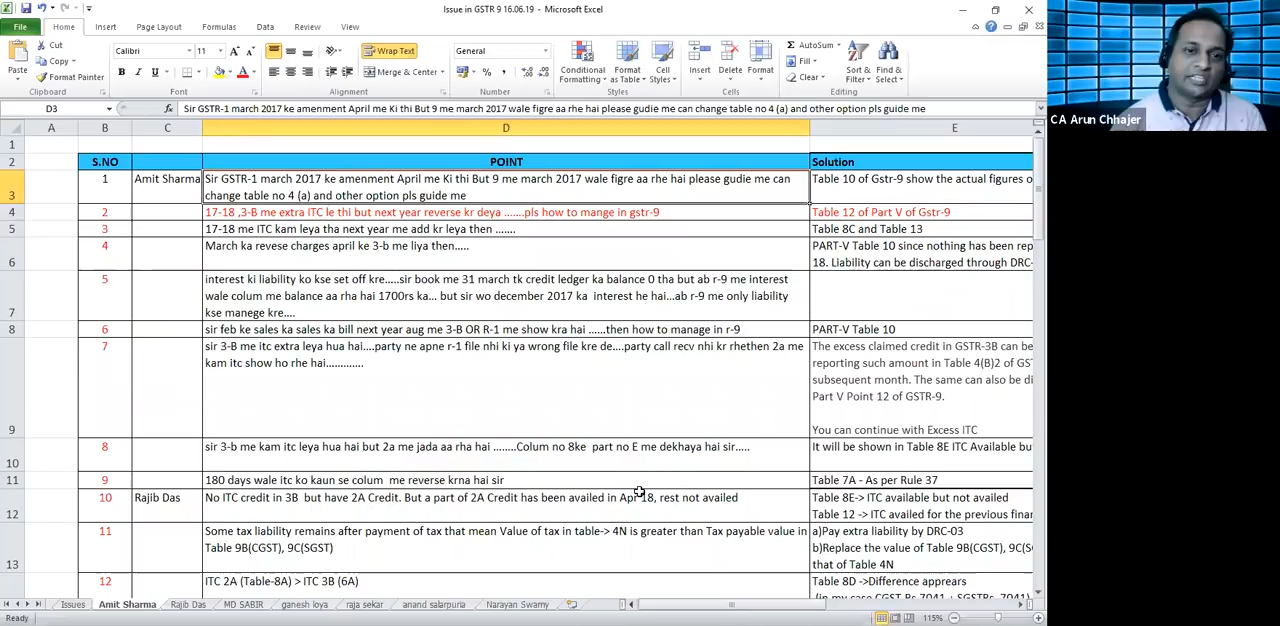 Issue in GSTR 9 16.06.19 - Microsoft Excel
File Home Insert Page Layout Formulas Data Review View
Cut
Copy
Format Painter
Paste
Clipboard
Calibri 11
B I U
Font
Wrap Text
Merge & Center
Alignment
General
Number
Conditional Formatting
Format as Table
Cell Styles
Styles
Insert Delete Format
Cells
AutoSum
Fill
Clear
Sort & Filter
Find & Select
Editing
CA Arun Chhajer
D3 fx Sir GSTR-1 march 2017 ke amenment April me Ki thi But 9 me march 2017 wale figre aa rhe hai please gudie me can change table no 4 (a) and other option pls guide me
A B C D E
1
2 S.NO POINT Solution
3 1 Amit Sharma Sir GSTR-1 march 2017 ke amenment April me Ki thi But 9 me march 2017 wale figre aa rhe hai please gudie me can Table 10 of Gstr-9 show the actual figures o
change table no 4 (a) and other option pls guide me
4 2 17-18 ,3-B me extra ITC le thi but next year reverse kr deya .......pls how to mange in gstr-9 Table 12 of Part V of Gstr-9
5 3 17-18 me ITC kam leya tha next year me add kr leya then ....... Table 8C and Table 13
6 4 March ka revese charges april ke 3-b me liya then..... PART-V Table 10 since nothing has been rep
18. Liability can be discharged through DRC-
7 5 interest ki liability ko kse set off kre.....sir book me 31 march tk credit ledger ka balance 0 tha but ab r-9 me interest
wale colum me balance aa rha hai 1700rs ka... but sir wo december 2017 ka interest he hai...ab r-9 me only liability
kse manege kre....
8 6 sir feb ke sales ka sales ka bill next year aug me 3-B OR R-1 me show kra hai ......then how to manage in r-9 PART-V Table 10
9 7 sir 3-B me itc extra leya hua hai....party ne apne r-1 file nhi ki ya wrong file kre de....party call recv nhi kr rhethen 2a me The excess claimed credit in GSTR-3B can be
kam itc show ho rhe hai............. reporting such amount in Table 4(B)2 of GST
subsequent month. The same can also be di
Part V Point 12 of GSTR-9.
You can continue with Excess ITC
10 8 sir 3-b me kam itc leya hua hai but 2a me jada aa rha hai ........Colum no 8ke part no E me dekhaya hai sir..... It will be shown in Table 8E ITC Available bu
11 9 180 days wale itc ko kaun se colum me reverse krna hai sir Table 7A - As per Rule 37
12 10 Rajib Das No ITC credit in 3B but have 2A Credit. But a part of 2A Credit has been availed in Apr 18, rest not availed Table 8E-> ITC available but not availed
Table 12 -> ITC availed for the previous finan
13 11 Some tax liability remains after payment of tax that mean Value of tax in table-> 4N is greater than Tax payable value in a)Pay extra liability by DRC-03
Table 9B(CGST), 9C(SGST) b)Replace the value of Table 9B(CGST), 9C(S
that of Table 4N
12 ITC 2A (Table-8A) > ITC 3B (6A) Table 8D ->Difference apprears
(in my case CGST Rs 7041 + SGSTRs. 7041)
Issues Amit Sharma Rajib Das MD SABIR ganesh loya raja sekar anand salarpuria Narayan Swamy
Ready 115%